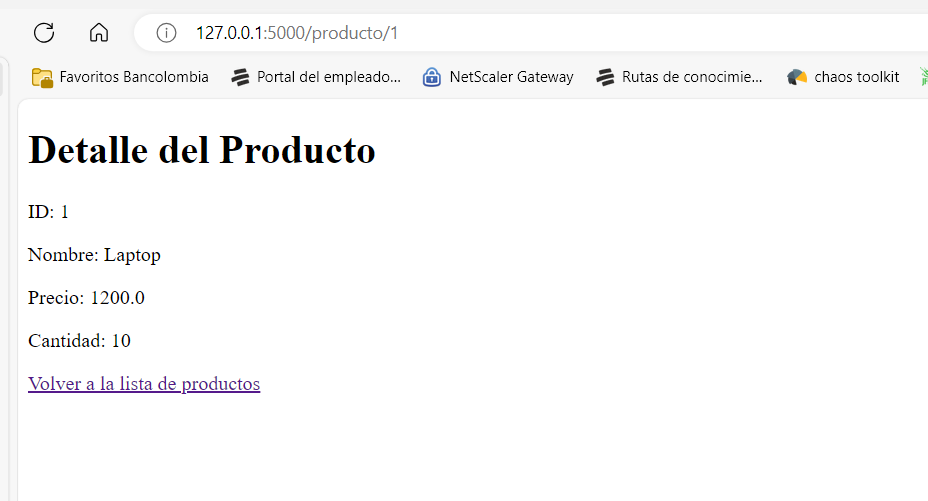 127.0.0.1:5000/producto/1
Favoritos Bancolombia Portal del empleado... NetScaler Gateway Rutas de conocimie... chaos toolkit
Detalle del Producto
ID: 1
Nombre: Laptop
Precio: 1200.0
Cantidad: 10
Volver a la lista de productos